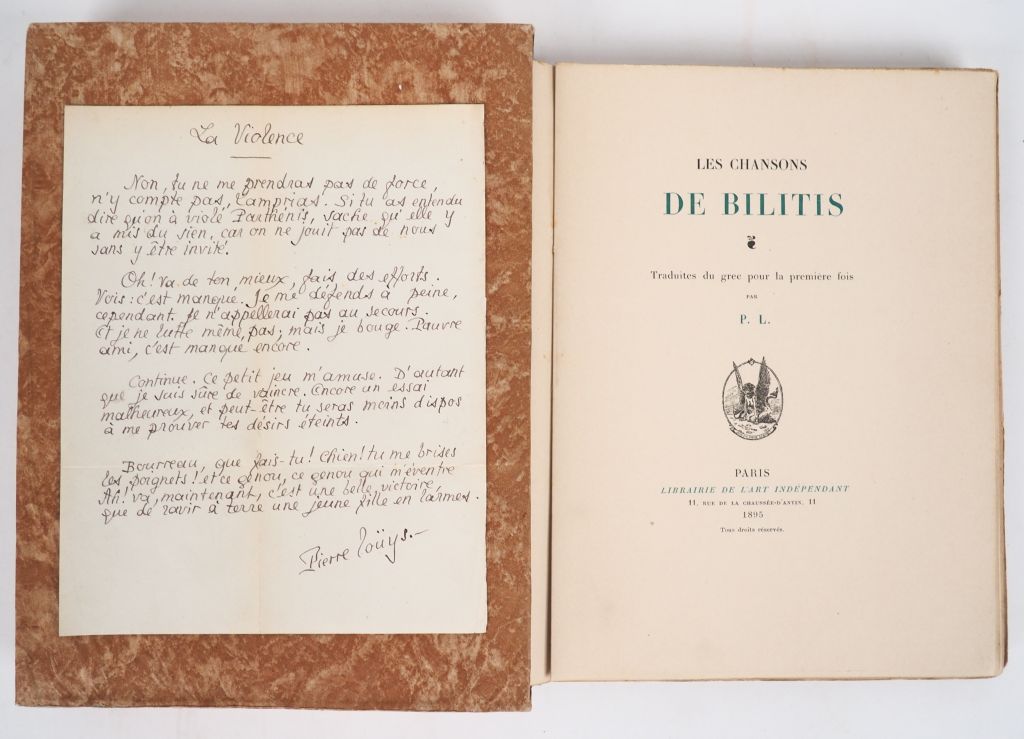 La Violence
Non, tu ne me prendras pas de force,
n'y compte pas, Lamprias. Si tu as entendu
dire qu'on à violé Parthénis, sache qu'elle y
a mis du sien, car on ne jouit pas de nous
sans y être invité.
Oh! va de ton mieux, fais des efforts.
Vois: c'est manqué. Je me défends à peine,
cependant. Je n'appellerai pas au secours.
Et je ne lutte même pas; mais je bouge. Pauvre
ami, c'est manqué encore.
Continue. Ce petit jeu m'amuse. D'autant
que je suis sûre de vaincre. Encore un essai
malheureux, et peut-être tu seras moins dispos
à me prouver tes désirs éteints.
Bourreau, que fais-tu! Chien! tu me brises
les poignets! et ce genou, ce genou qui m'éventre
Ah! va, maintenant, c'est une belle victoire,
que de ravir à terre une jeune fille en larmes.
Pierre Louÿs.-
LES CHANSONS
DE BILITIS
Traduites du grec pour la première fois
PAR
P. L.
PARIS
LIBRAIRIE DE L'ART INDÉPENDANT
11, RUE DE LA CHAUSSÉE-D'ANTIN, 11
1895
Tous droits réservés.